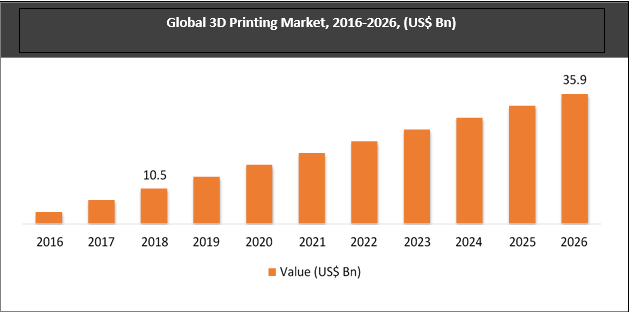 Global 3D Printing Market, 2016-2026, (US$ Bn)
35.9
10.5
2016 2017 2018 2019 2020 2021 2022 2023 2024 2025 2026
Value (US$ Bn)